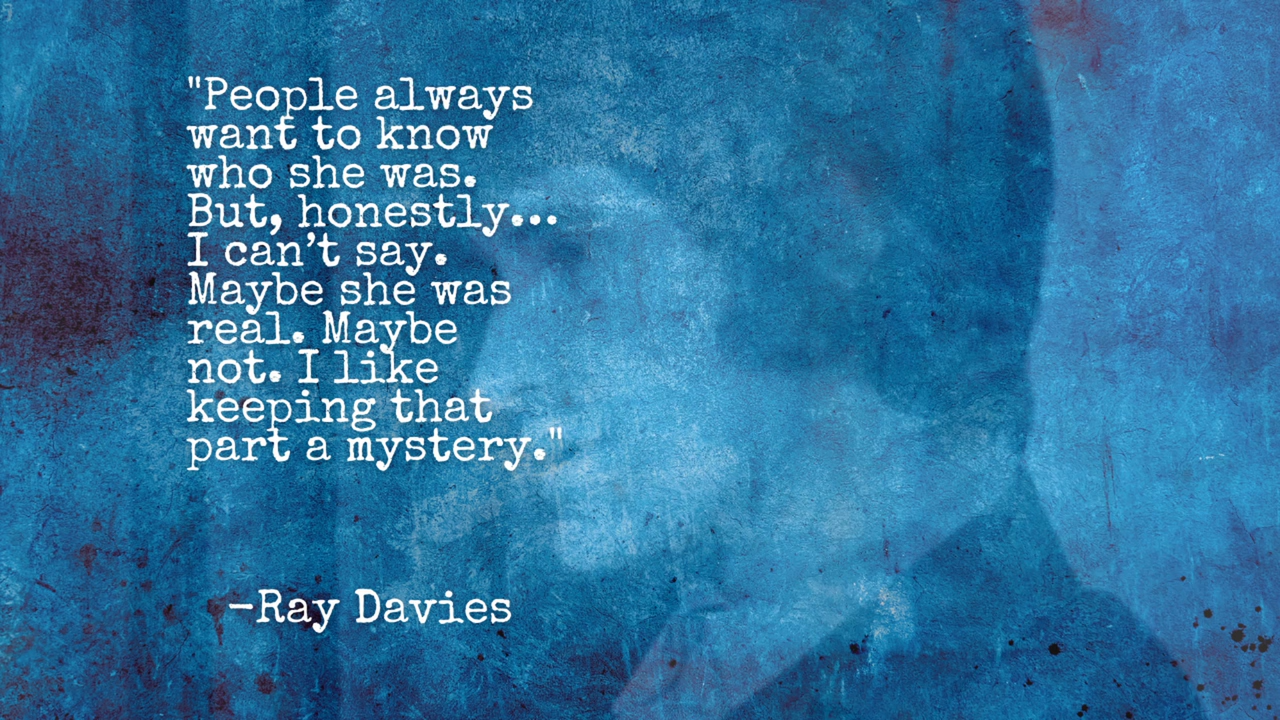 "People always
want to know
who she was.
But, honestly...
I can’t say.
Maybe she was
real. Maybe
not. I like
keeping that
part a mystery."
-Ray Davies